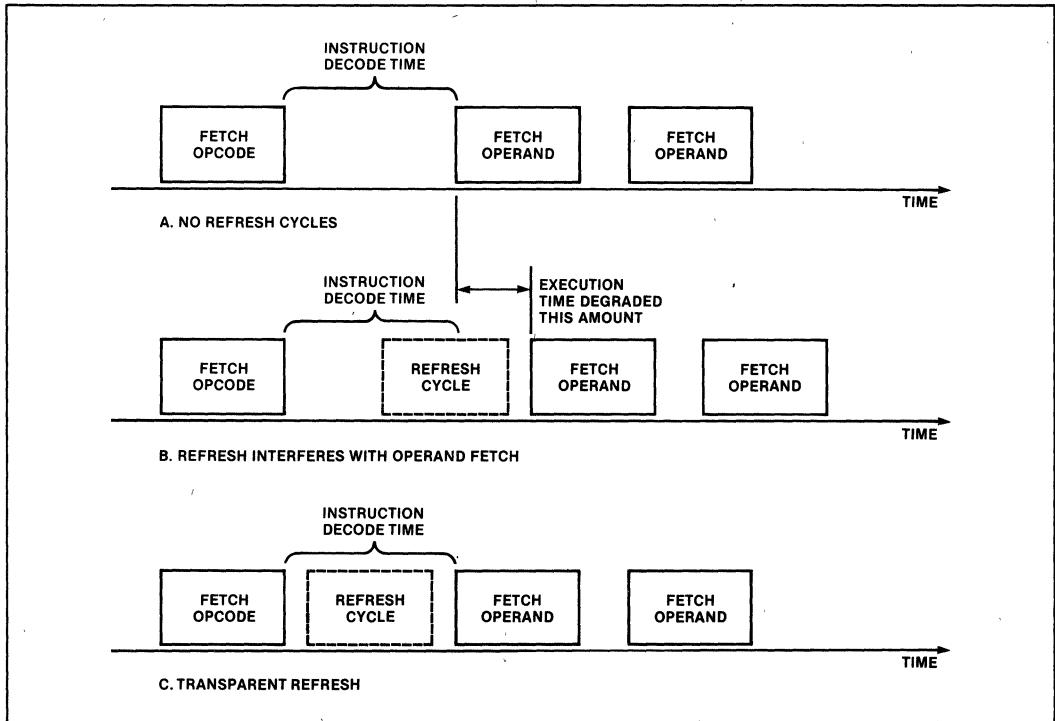 INSTRUCTION
DECODE TIME
FETCH
OPCODE
FETCH
OPERAND
FETCH
OPERAND
TIME
A. NO REFRESH CYCLES
INSTRUCTION
DECODE TIME
EXECUTION
TIME DEGRADED
THIS AMOUNT
FETCH
OPCODE
REFRESH
CYCLE
FETCH
OPERAND
FETCH
OPERAND
TIME
B. REFRESH INTERFERES WITH OPERAND FETCH
INSTRUCTION
DECODE TIME
FETCH
OPCODE
REFRESH
CYCLE
FETCH
OPERAND
FETCH
OPERAND
TIME
C. TRANSPARENT REFRESH